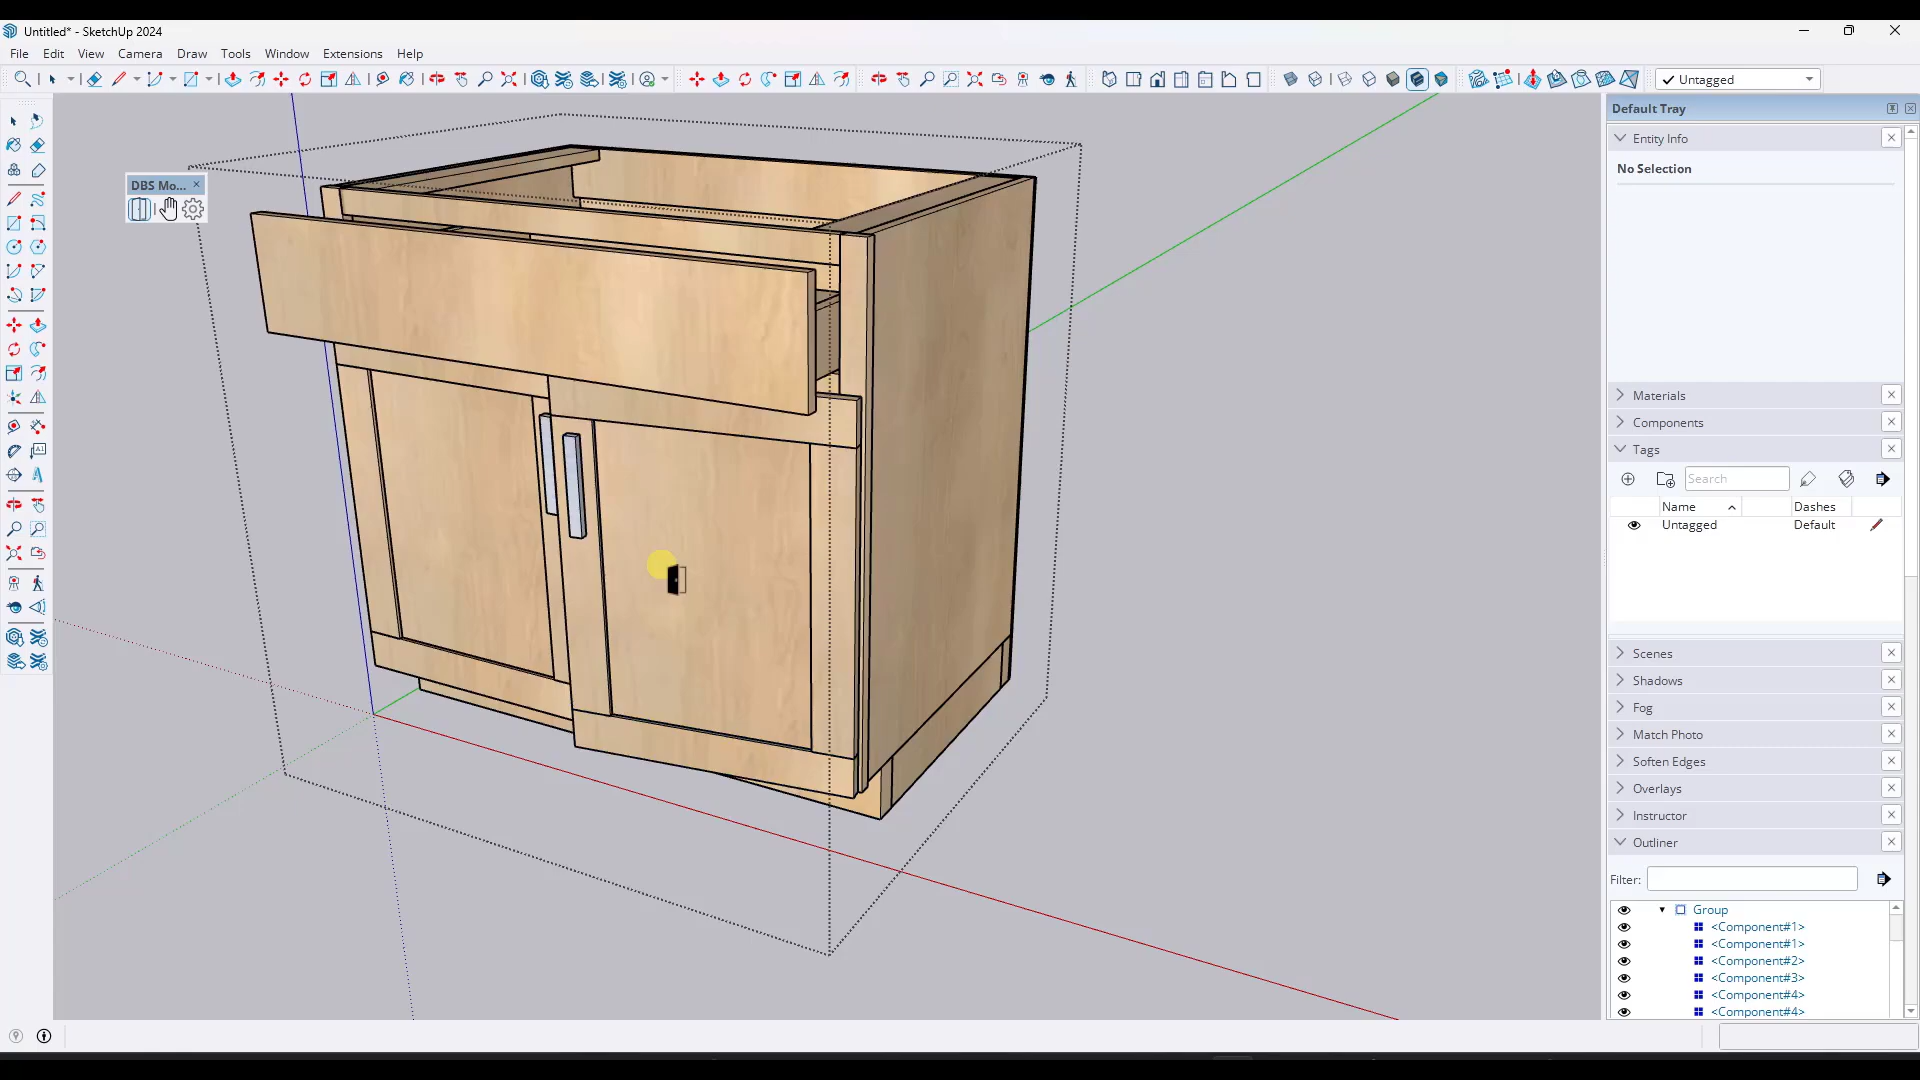 Untitled* - SketchUp 2024
File Edit View Camera Draw Tools Window Extensions Help
Untagged
Default Tray
Entity Info
No Selection
DBS Mo...
Materials
Components
Tags
Search
Name Dashes
Untagged Default
Scenes
Shadows
Fog
Match Photo
Soften Edges
Overlays
Instructor
Outliner
Filter:
Group
<Component#1>
<Component#1>
<Component#2>
<Component#3>
<Component#4>
<Component#4>